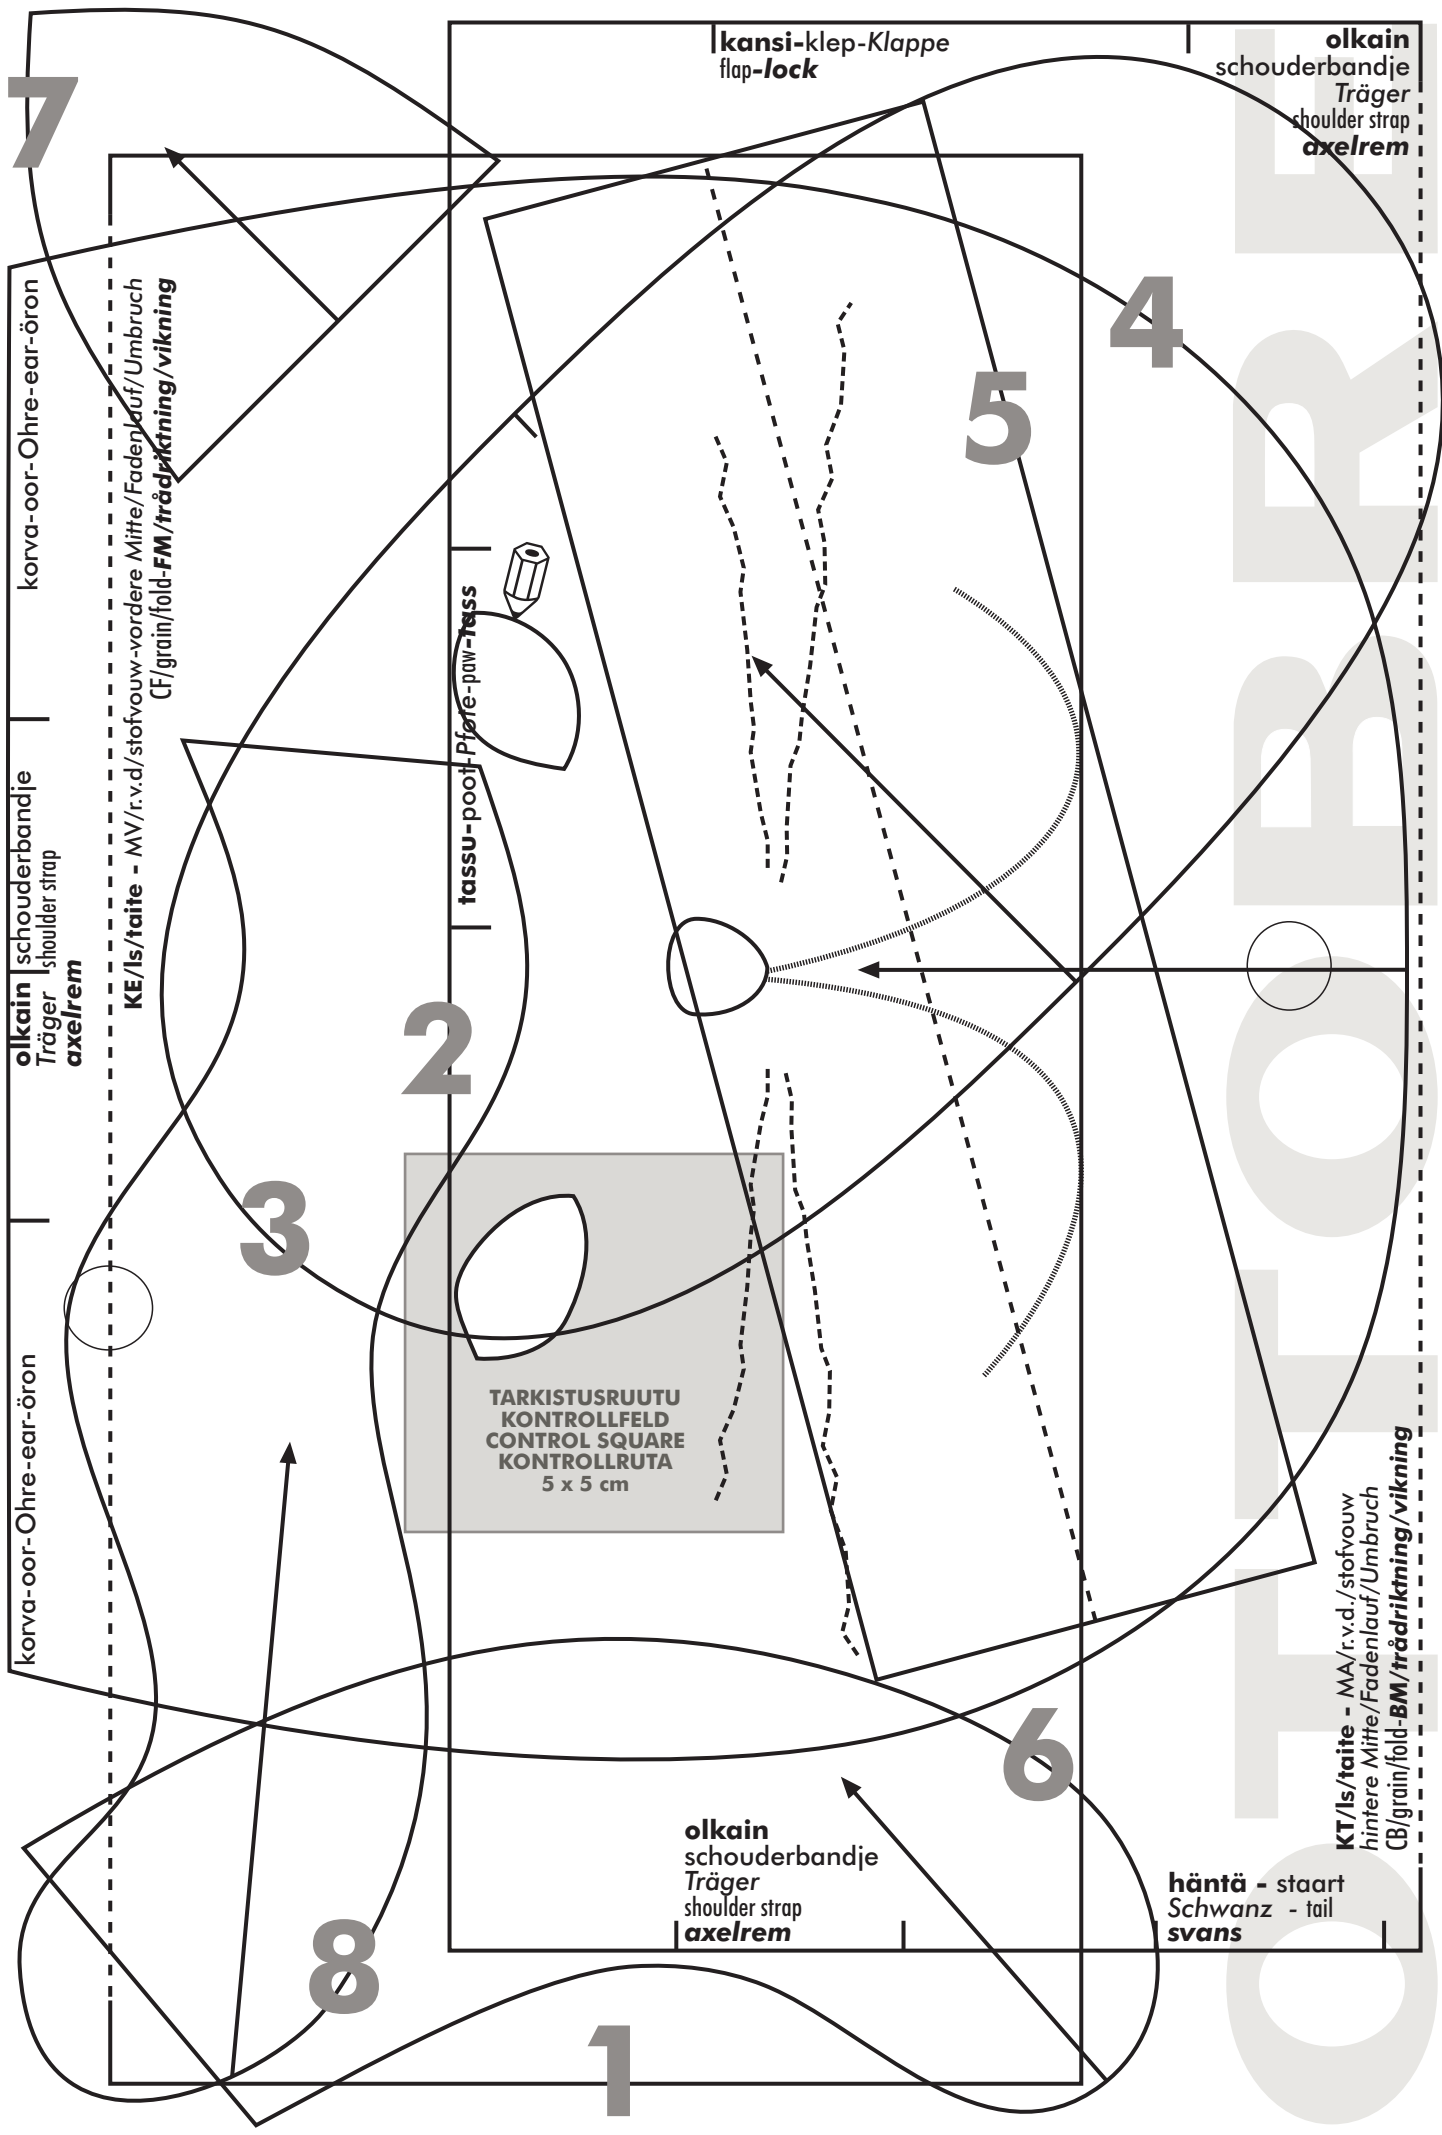 kansi-klep-Klappe
flap-lock
olkain
schouderbandje
Träger
shoulder strap
axelrem
7
4
5
korva-oor-Ohre-ear-öron
KE/ls/taite - MV/r.v.d/stofvouw-vordere Mitte/Fadenlauf/Umbruch
CF/grain/fold-FM/trådriktning/vikning
tassu-poot-Pfote-paw-tass
olkain schouderbandje
Träger shoulder strap
axelrem
2
3
korva-oor-Ohre-ear-öron
TARKISTUSRUUTU
KONTROLLFELD
CONTROL SQUARE
KONTROLLRUTA
5 x 5 cm
OTTOBRE
KT/ls/taite - MA/r.v.d./stofvouw
hintere Mitte/Fadenlauf/Umbruch
CB/grain/fold-BM/trådriktning/vikning
6
olkain
schouderbandje
Träger
shoulder strap
axelrem
häntä - staart
Schwanz - tail
svans
8
1